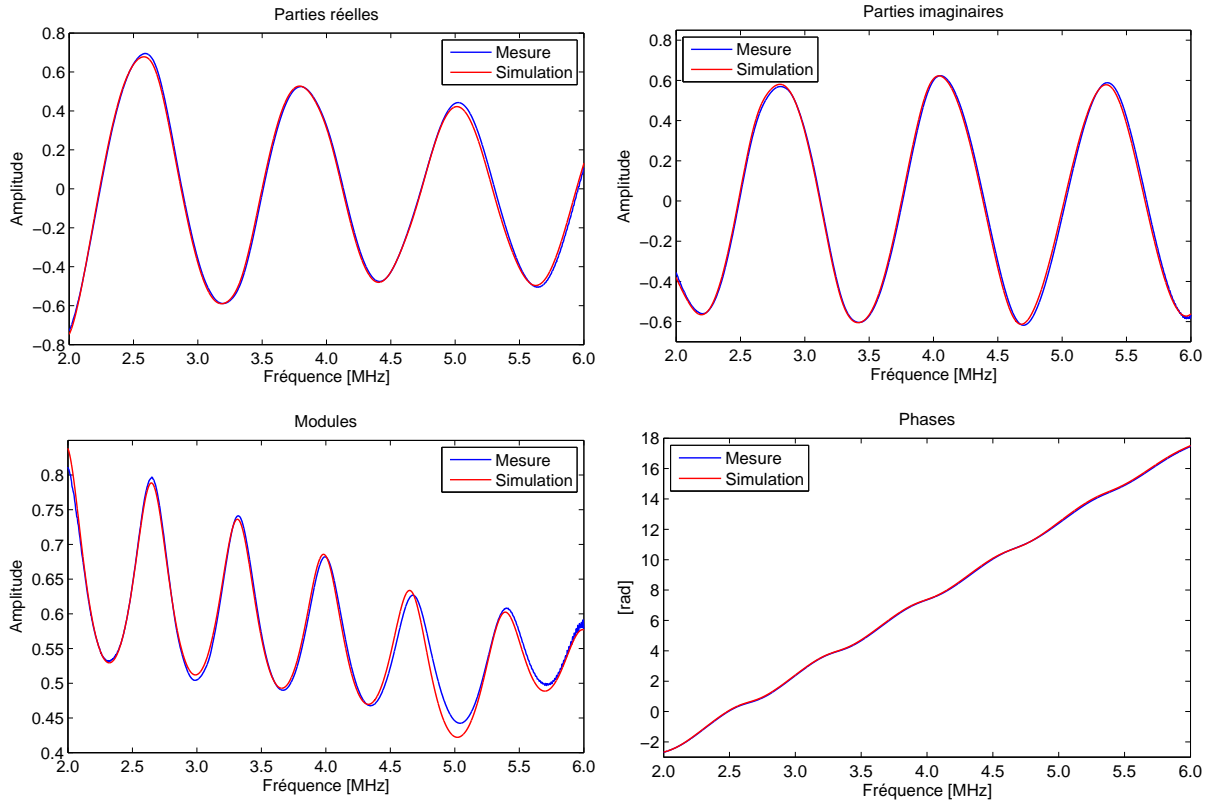 Parties réelles
0.8
0.6
0.4
0.2
0
−0.2
−0.4
−0.6
−0.8
Amplitude
Mesure
Simulation
2.0 2.5 3.0 3.5 4.0 4.5 5.0 5.5 6.0
Fréquence [MHz]
Parties imaginaires
0.8
0.6
0.4
0.2
0
−0.2
−0.4
−0.6
Amplitude
Mesure
Simulation
2.0 2.5 3.0 3.5 4.0 4.5 5.0 5.5 6.0
Fréquence [MHz]
Modules
0.8
0.75
0.7
0.65
0.6
0.55
0.5
0.45
0.4
Amplitude
Mesure
Simulation
2.0 2.5 3.0 3.5 4.0 4.5 5.0 5.5 6.0
Fréquence [MHz]
Phases
18
16
14
12
10
8
6
4
2
0
−2
[rad]
Mesure
Simulation
2.0 2.5 3.0 3.5 4.0 4.5 5.0 5.5 6.0
Fréquence [MHz]